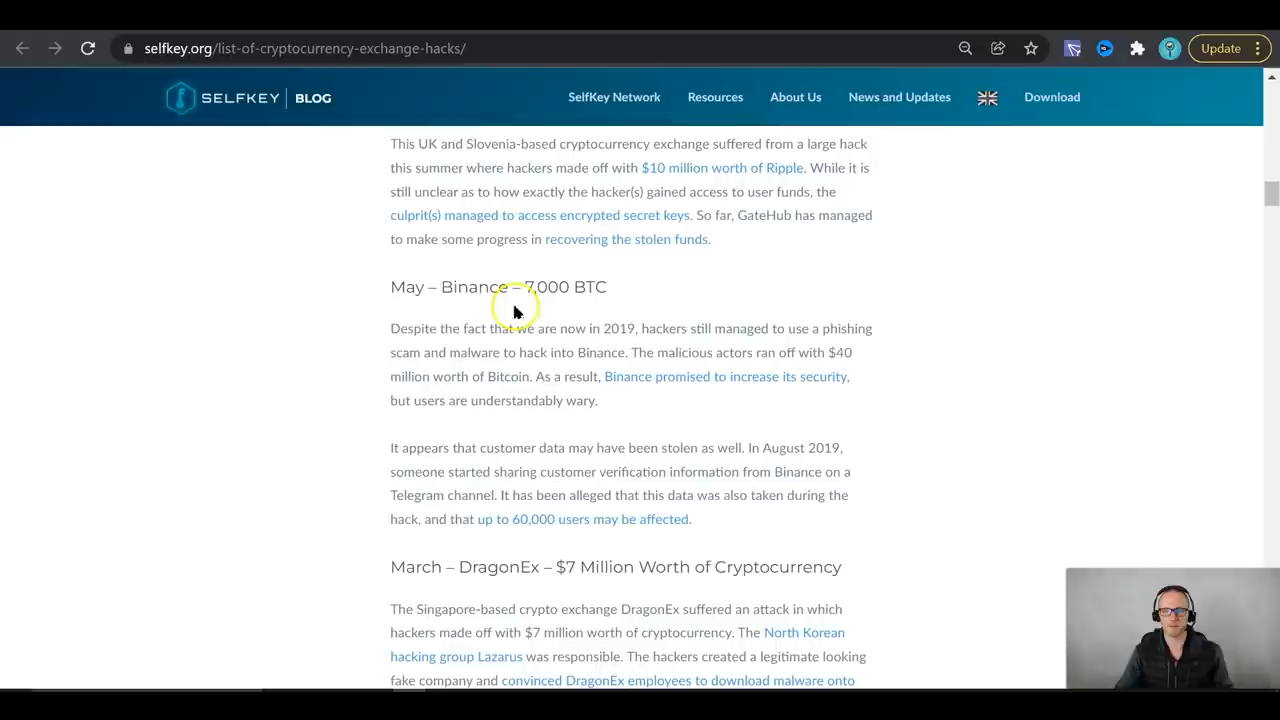 selfkey.org/list-of-cryptocurrency-exchange-hacks/
Update
SELFKEY | BLOG
SelfKey Network
Resources
About Us
News and Updates
Download
This UK and Slovenia-based cryptocurrency exchange suffered from a large hack
this summer where hackers made off with $10 million worth of Ripple. While it is
still unclear as to how exactly the hacker(s) gained access to user funds, the
culprit(s) managed to access encrypted secret keys. So far, GateHub has managed
to make some progress in recovering the stolen funds.
May – Binance – 7,000 BTC
Despite the fact that we are now in 2019, hackers still managed to use a phishing
scam and malware to hack into Binance. The malicious actors ran off with $40
million worth of Bitcoin. As a result, Binance promised to increase its security,
but users are understandably wary.
It appears that customer data may have been stolen as well. In August 2019,
someone started sharing customer verification information from Binance on a
Telegram channel. It has been alleged that this data was also taken during the
hack, and that up to 60,000 users may be affected.
March – DragonEx – $7 Million Worth of Cryptocurrency
The Singapore-based crypto exchange DragonEx suffered an attack in which
hackers made off with $7 million worth of cryptocurrency. The North Korean
hacking group Lazarus was responsible. The hackers created a legitimate looking
fake company and convinced DragonEx employees to download malware onto